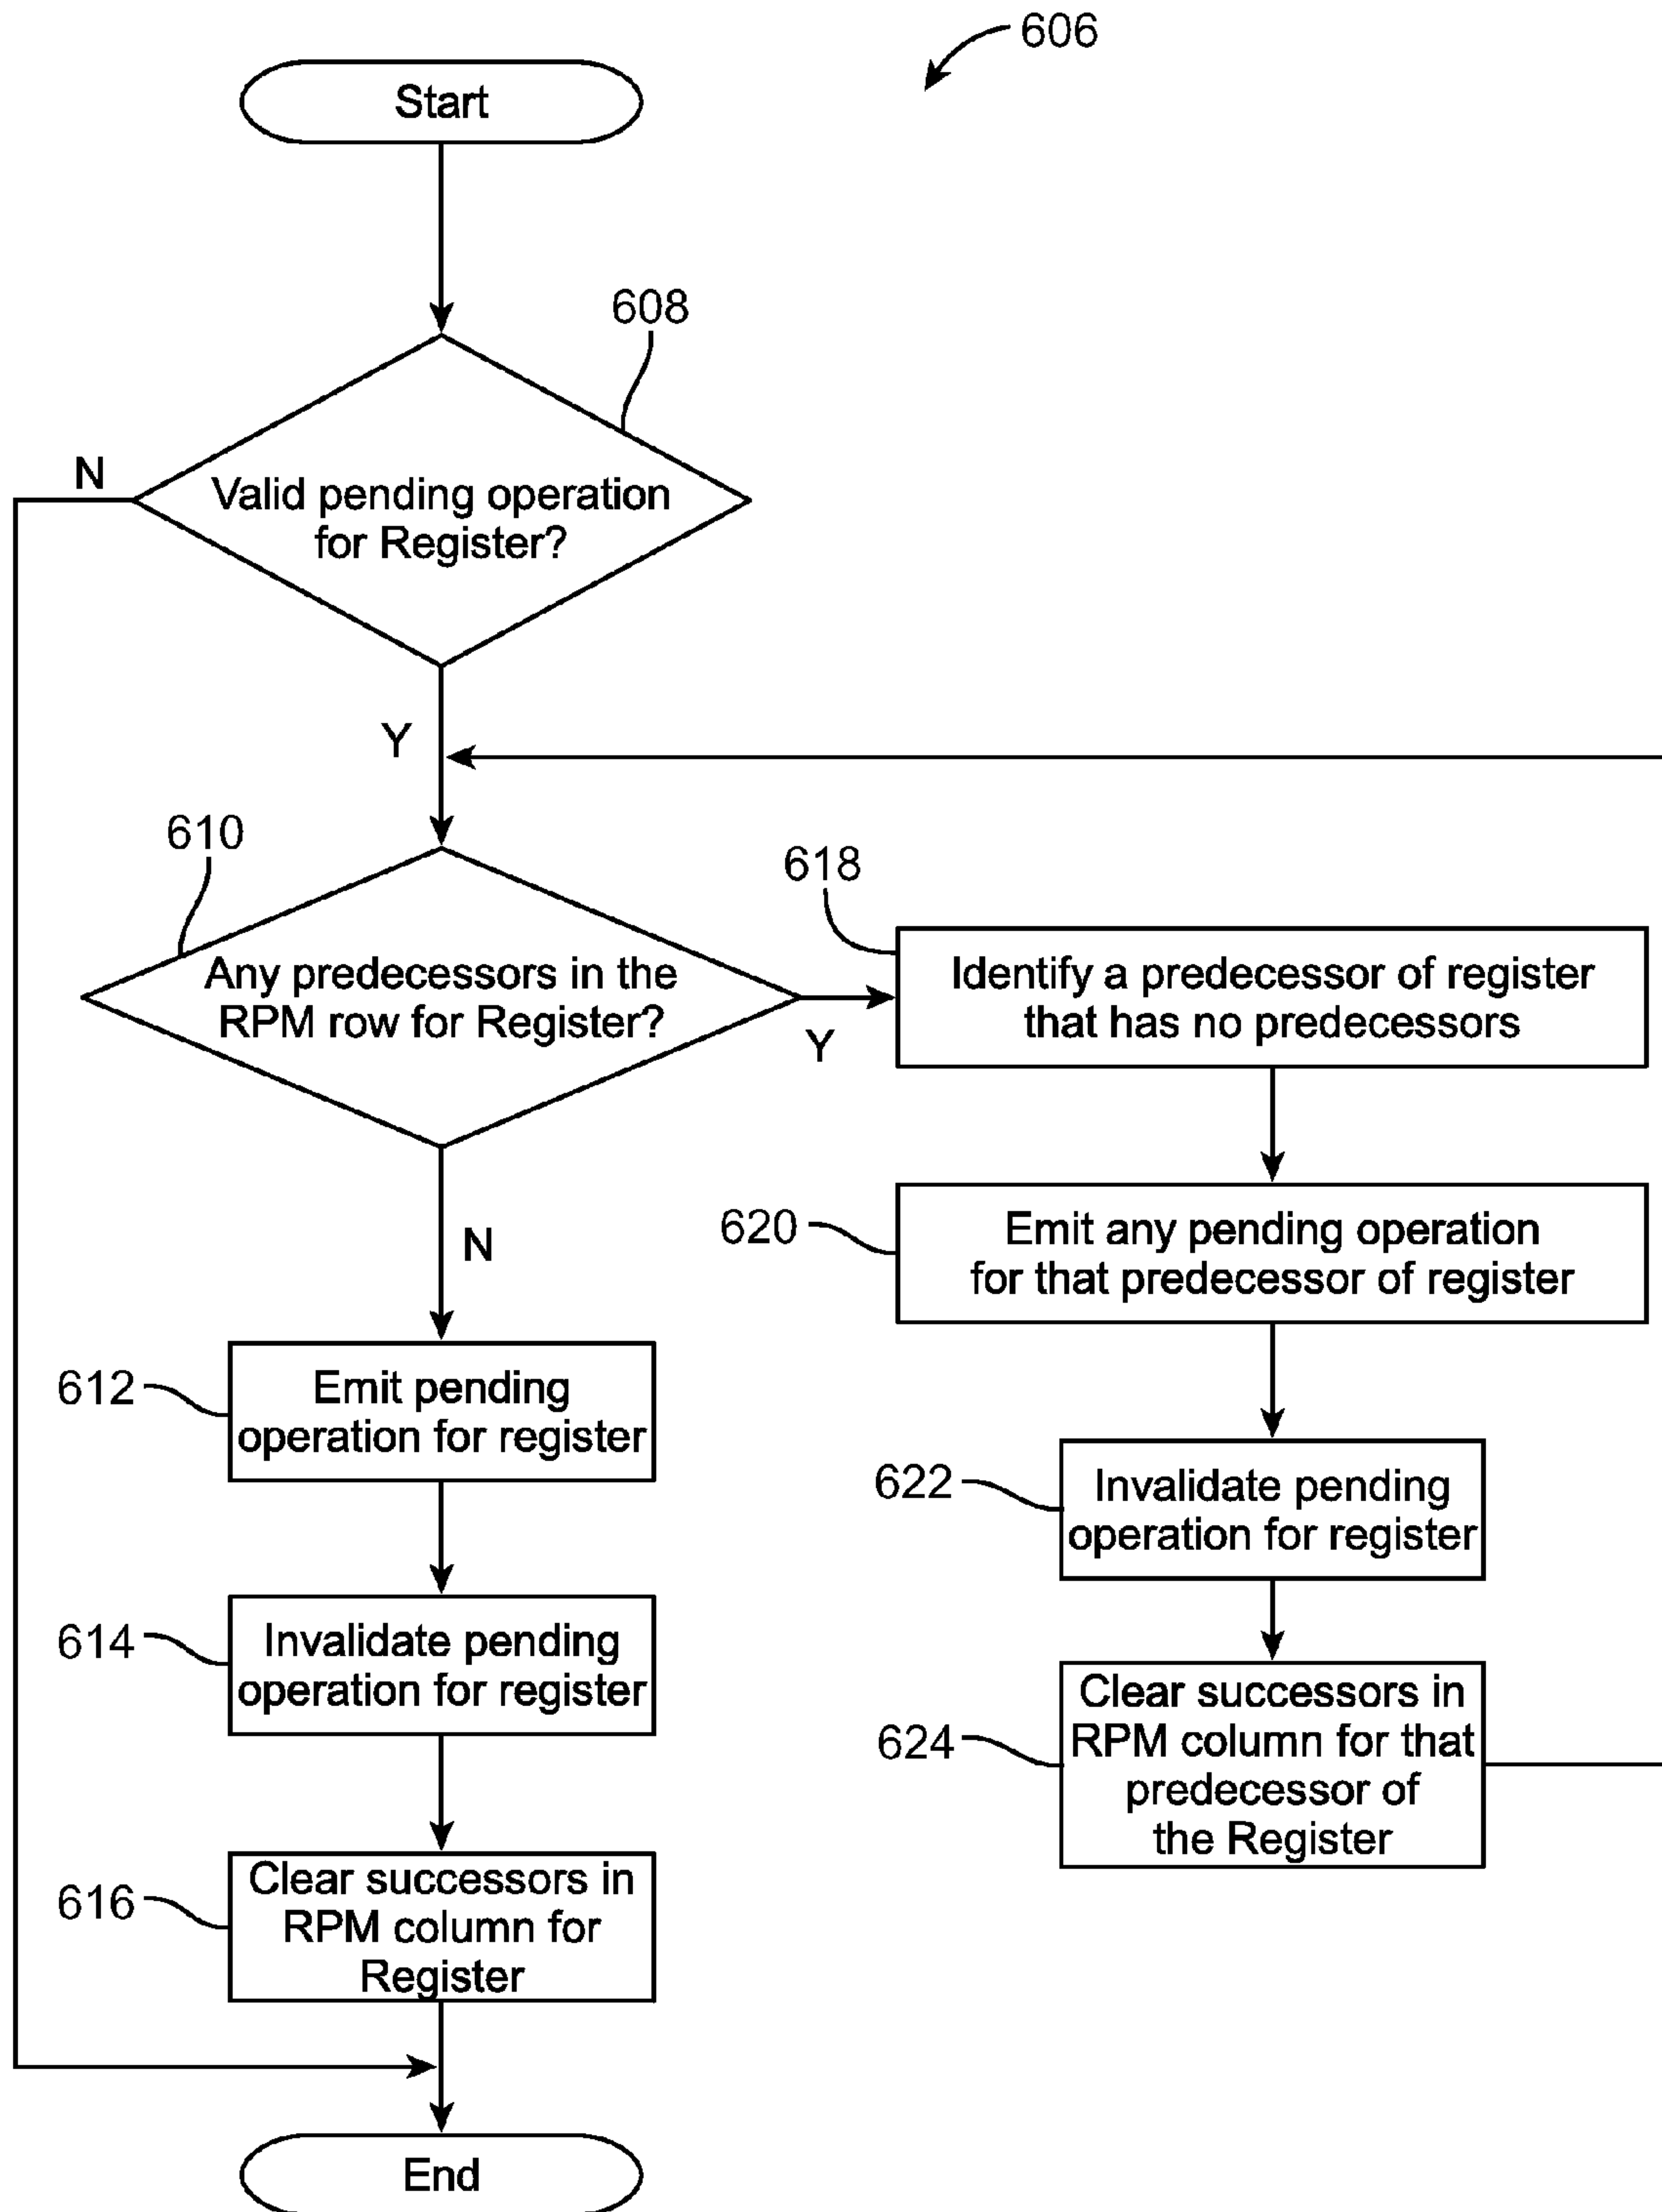 606
Start
608
N
Valid pending operation
for Register?
Y
610
618
Any predecessors in the
RPM row for Register?
Y
Identify a predecessor of register
that has no predecessors
N
620
Emit any pending operation
for that predecessor of register
612
Emit pending
operation for register
622
Invalidate pending
operation for register
614
Invalidate pending
operation for register
624
Clear successors in
RPM column for that
predecessor of
the Register
616
Clear successors in
RPM column for
Register
End